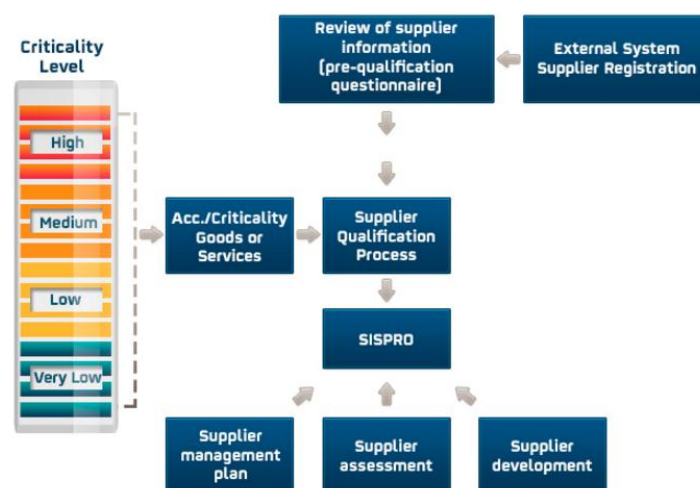 Criticality
Level
High
Medium
Low
Very Low
Review of supplier
information
(pre-qualification
questionnaire)
External System
Supplier Registration
Acc./Criticality
Goods or
Services
Supplier
Qualification
Process
SISPRO
Supplier
management
plan
Supplier
assessment
Supplier
development